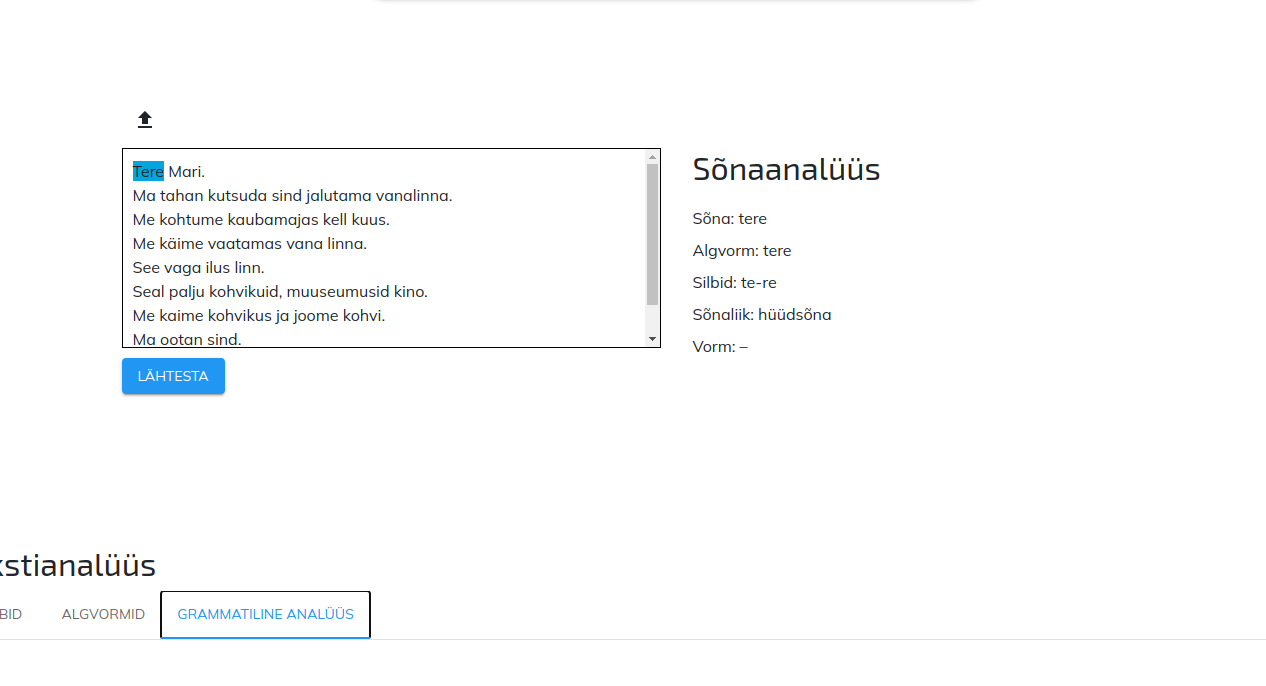 Tere Mari.
Ma tahan kutsuda sind jalutama vanalinna.
Me kohtume kaubamajas kell kuus.
Me käime vaatamas vana linna.
See vaga ilus linn.
Seal palju kohvikuid, muuseumusid kino.
Me kaime kohvikus ja joome kohvi.
Ma ootan sind.
LÄHTESTA
Sõnaanalüüs
Sõna: tere
Algvorm: tere
Silbid: te-re
Sõnaliik: hüüdsõna
Vorm: –
kstianalüüs
BID
ALGVORMID
GRAMMATILINE ANALÜÜS